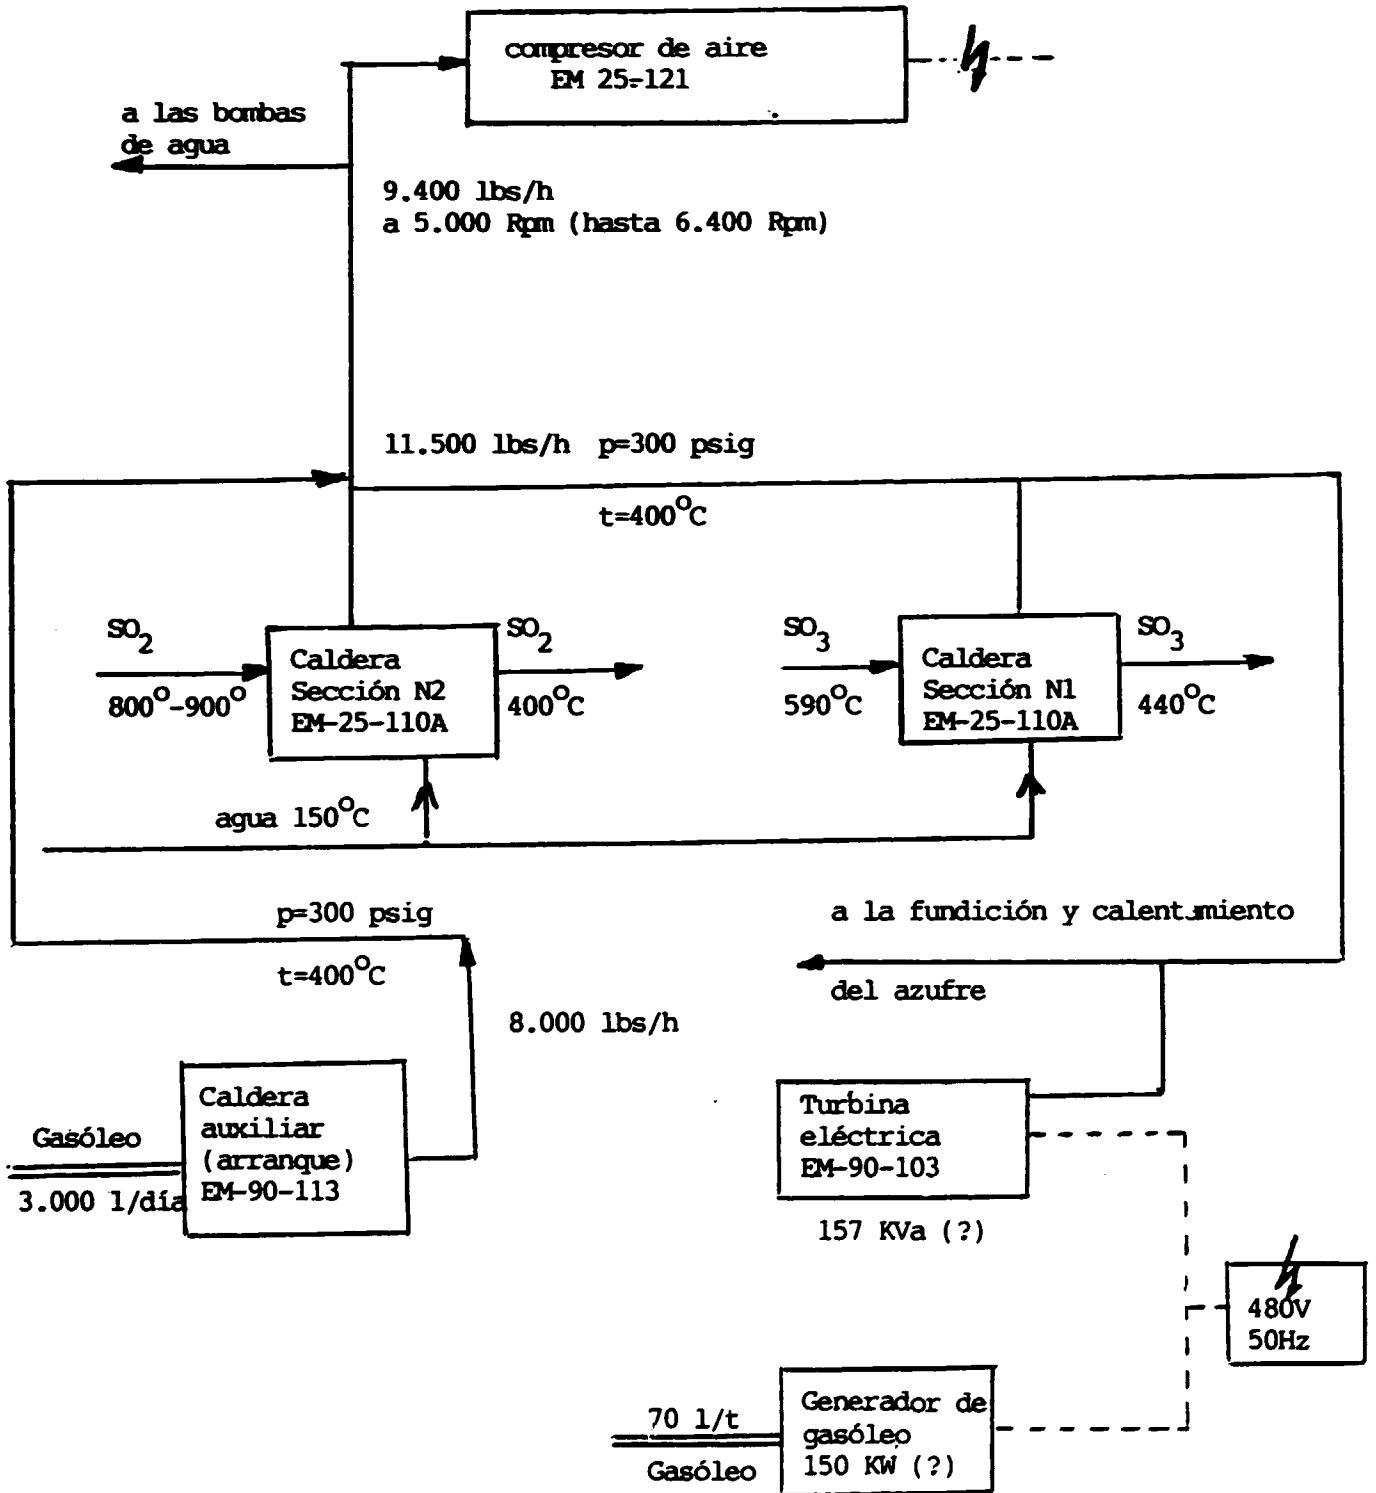 compresor de aire
EM 25-121
a las bombas
de agua
9.400 lbs/h
a 5.000 Rpm (hasta 6.400 Rpm)
11.500 lbs/h p=300 psig
t=400°C
SO2
800°-900°
Caldera
Sección N2
EM-25-110A
SO2
400°C
SO3
590°C
Caldera
Sección N1
EM-25-110A
SO3
440°C
agua 150°C
p=300 psig
t=400°C
8.000 lbs/h
a la fundición y calentamiento
del azufre
Gasóleo
3.000 l/día
Caldera
auxiliar
(arranque)
EM-90-113
Turbina
eléctrica
EM-90-103
157 KVa (?)
480V
50Hz
70 l/t
Gasóleo
Generador de
gasóleo
150 KW (?)